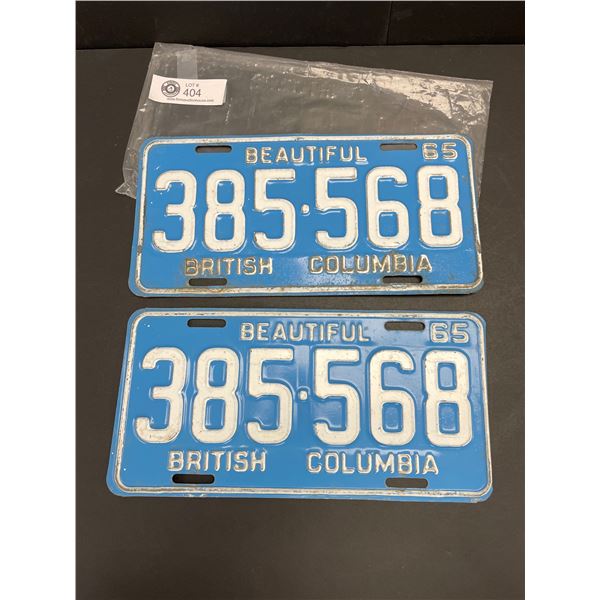 LOT #
404
BEAUTIFUL 65
385·568
BRITISH COLUMBIA
BEAUTIFUL 65
385·568
BRITISH COLUMBIA